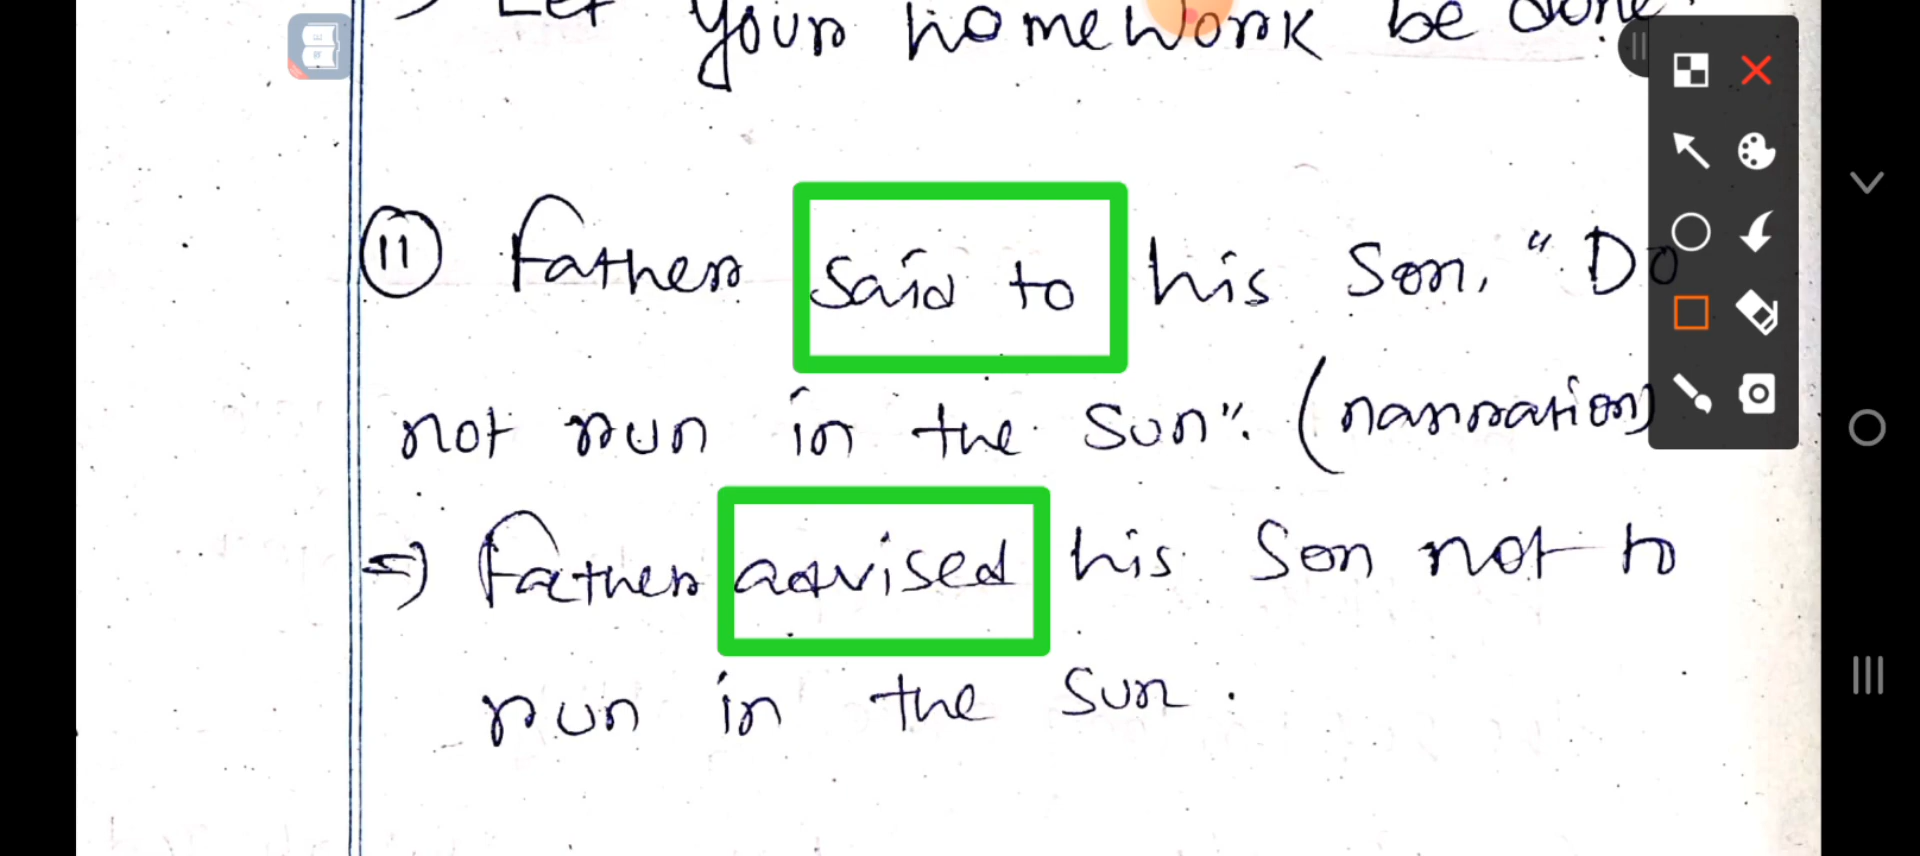 Let your homework be done.
(11) Father said to his son, "Do
not run in the sun". (narration)
=) Father advised his son not to
run in the sun.